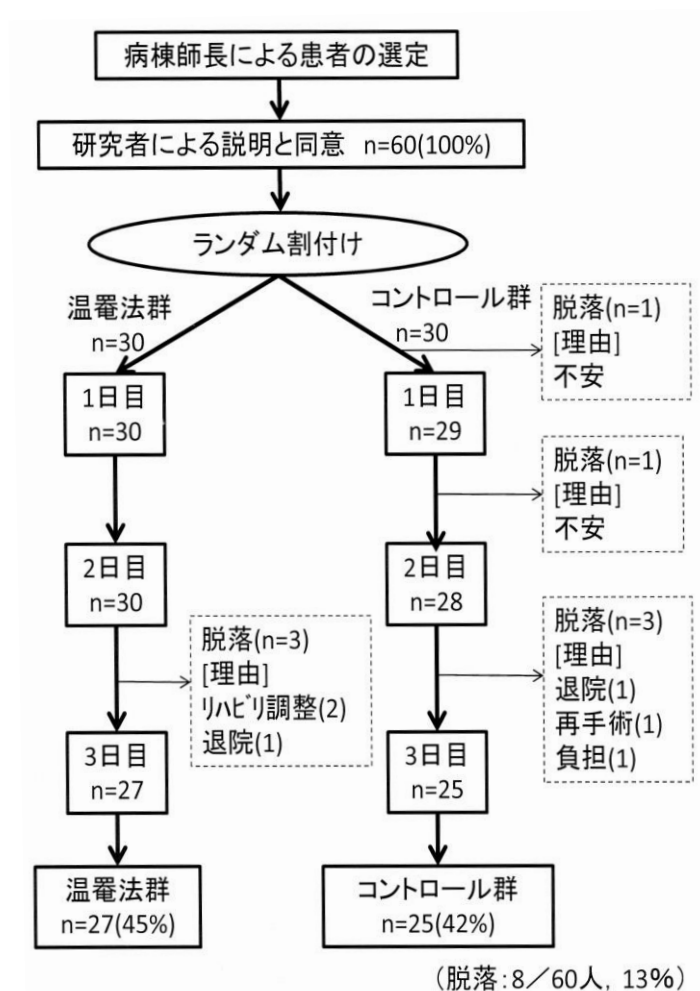 病棟師長による患者の選定
研究者による説明と同意 n=60(100%)
ランダム割付け
温罨法群
n=30
コントロール群
n=30
脱落(n=1)
[理由]
不安
1日目
n=30
1日目
n=29
脱落(n=1)
[理由]
不安
2日目
n=30
2日目
n=28
脱落(n=3)
[理由]
ﾘﾊﾋﾞﾘ調整(2)
退院(1)
脱落(n=3)
[理由]
退院(1)
再手術(1)
負担(1)
3日目
n=27
3日目
n=25
温罨法群
n=27(45%)
コントロール群
n=25(42%)
(脱落:8/60人, 13%)